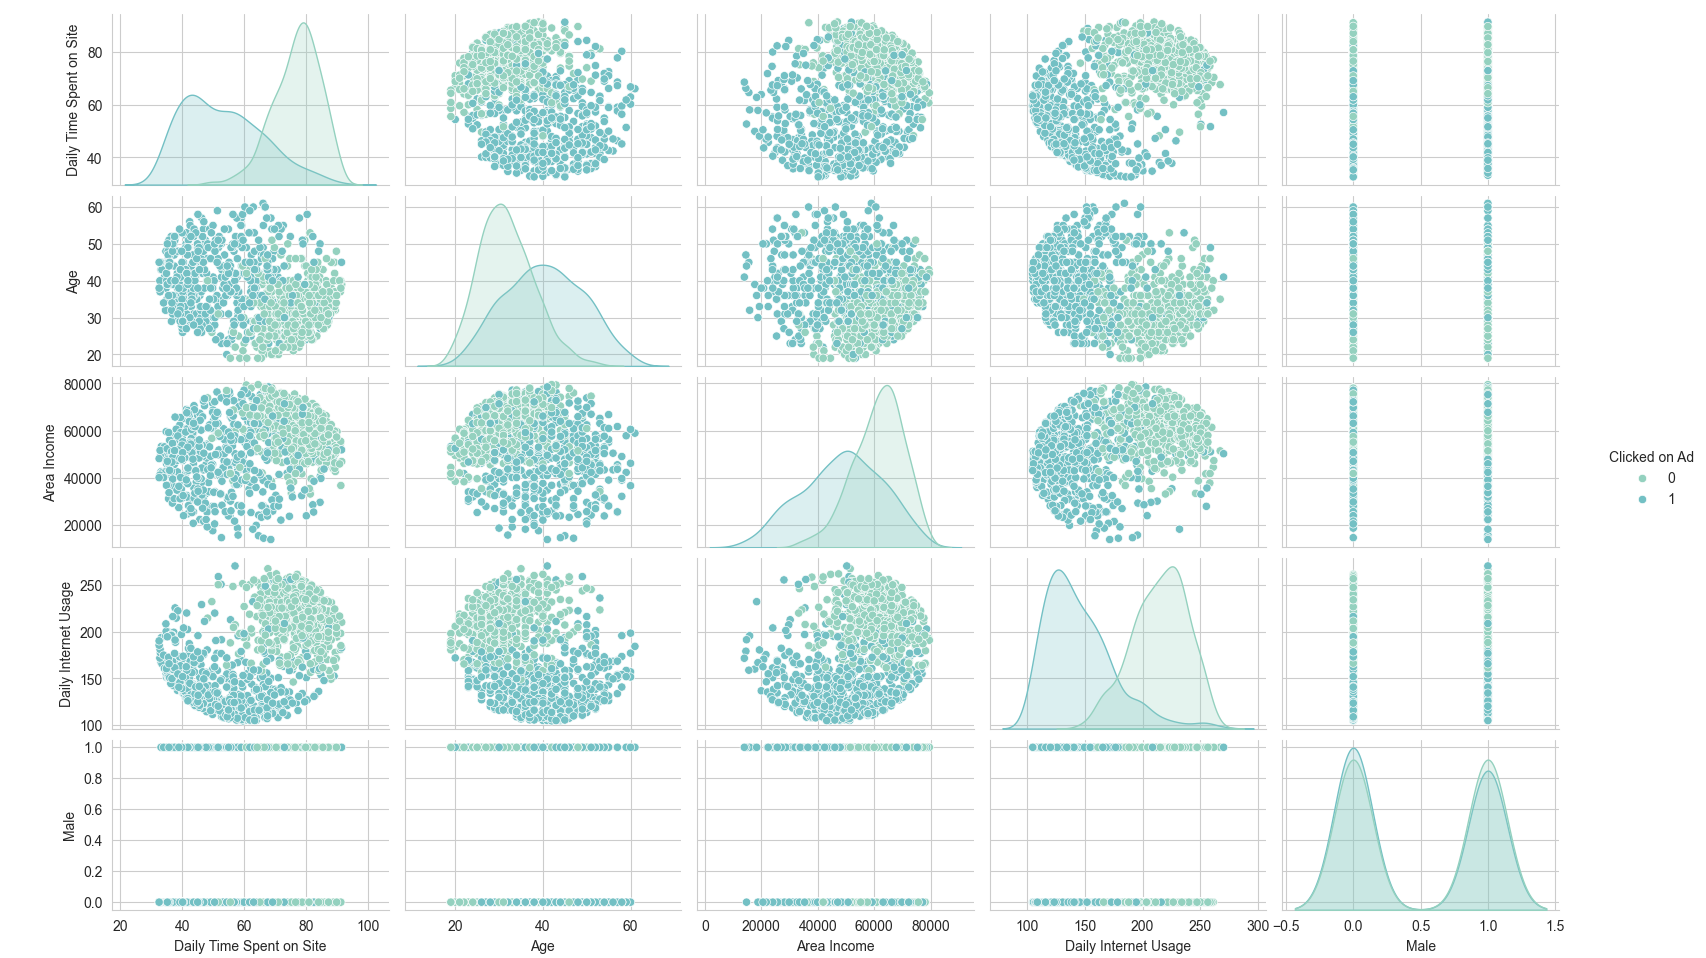 Daily Time Spent on Site
80
60
40
Age
60
50
40
30
20
Area Income
80000
60000
40000
20000
Clicked on Ad
0
1
Daily Internet Usage
250
200
150
100
Male
1.0
0.8
0.6
0.4
0.2
0.0
20 40 60 80 100
20 40 60
0 20000 40000 60000 80000
100 150 200 250 300
−0.5 0.0 0.5 1.0 1.5
Daily Time Spent on Site
Age
Area Income
Daily Internet Usage
Male